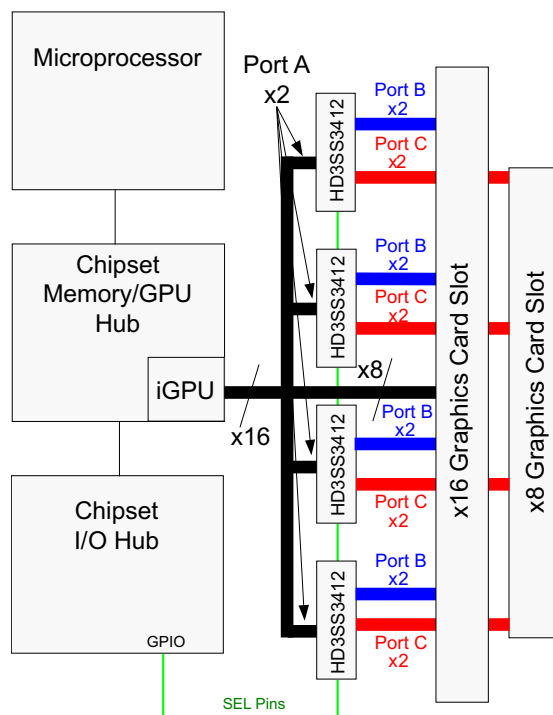 Microprocessor
Port A
x2
Chipset
Memory/GPU
Hub
iGPU
x16
x8
Chipset
I/O Hub
GPIO
SEL Pins
HD3SS3412
Port B
x2
Port C
x2
HD3SS3412
Port B
x2
Port C
x2
HD3SS3412
Port B
x2
Port C
x2
HD3SS3412
Port B
x2
Port C
x2
x16 Graphics Card Slot
x8 Graphics Card Slot